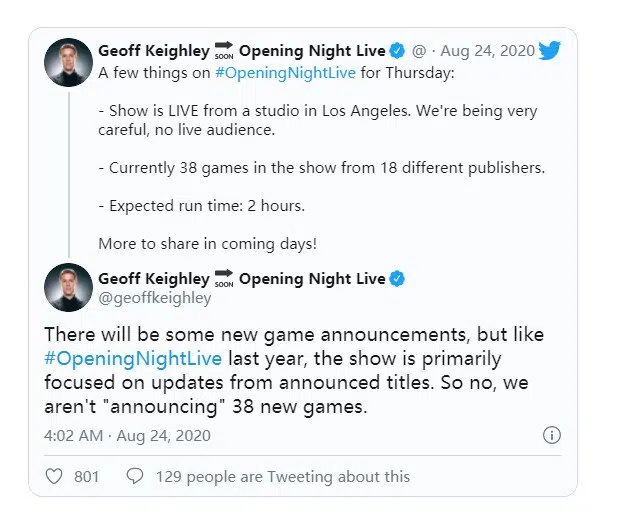 Geoff Keighley SOON Opening Night Live @ · Aug 24, 2020
A few things on #OpeningNightLive for Thursday:
- Show is LIVE from a studio in Los Angeles. We're being very
careful, no live audience.
- Currently 38 games in the show from 18 different publishers.
- Expected run time: 2 hours.
More to share in coming days!
Geoff Keighley SOON Opening Night Live
@geoffkeighley
There will be some new game announcements, but like
#OpeningNightLive last year, the show is primarily
focused on updates from announced titles. So no, we
aren't "announcing" 38 new games.
4:02 AM · Aug 24, 2020
801 129 people are Tweeting about this